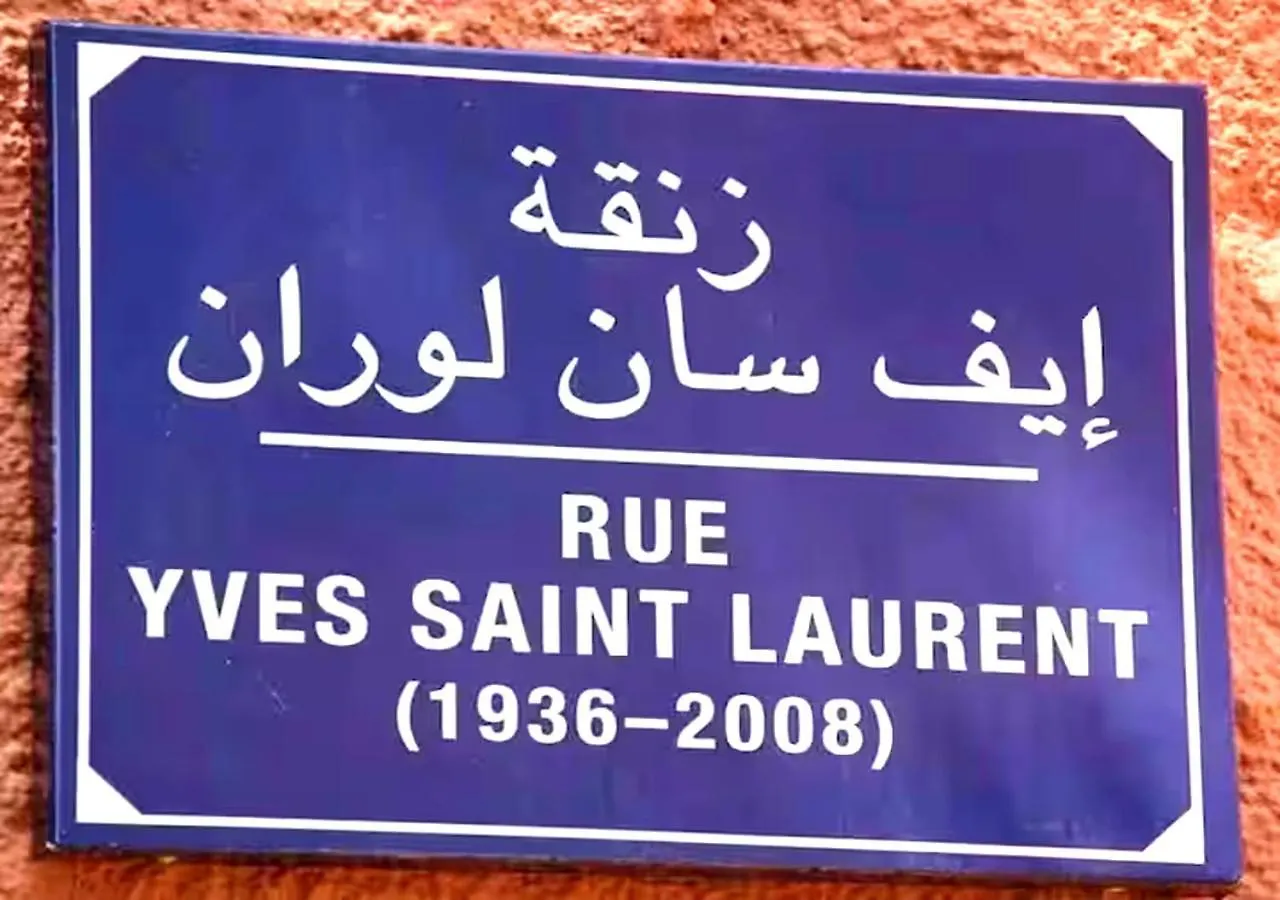 زنقة
إيف سان لوران
RUE
YVES SAINT LAURENT
(1936–2008)